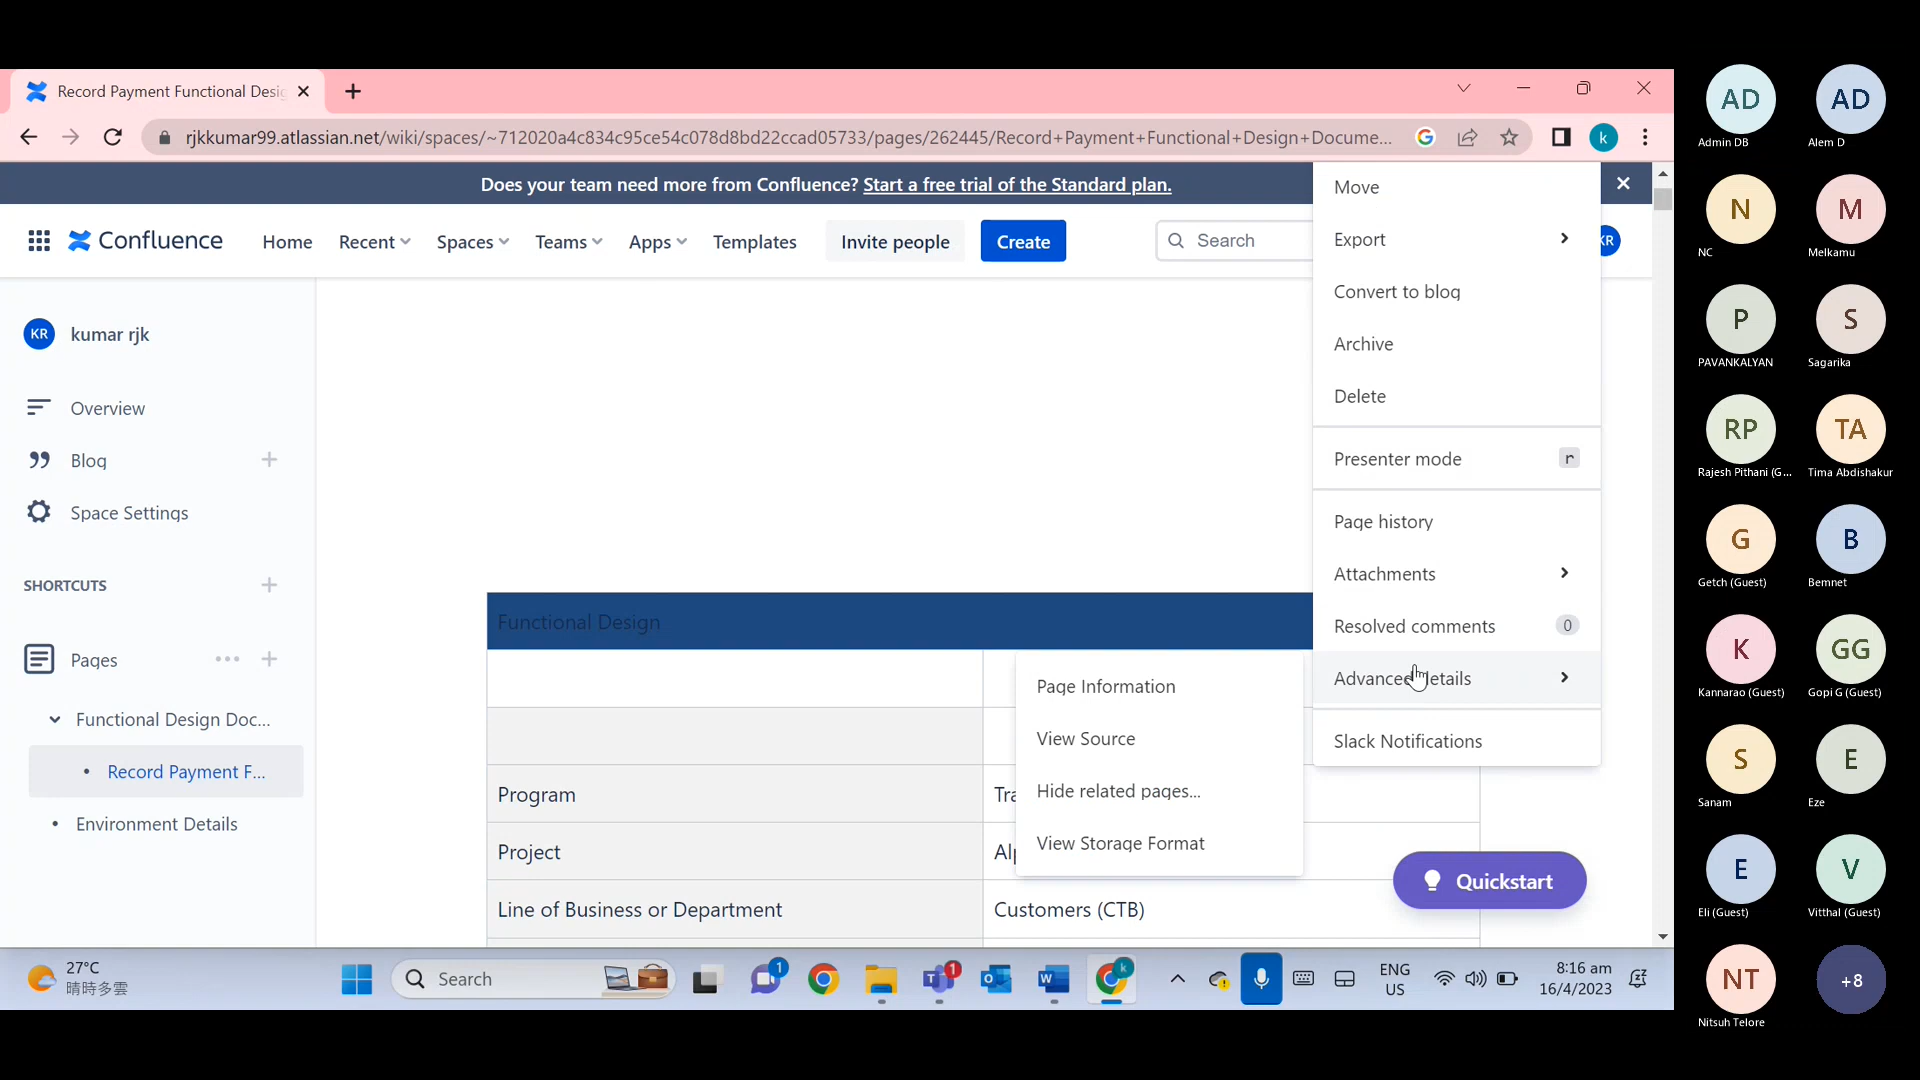 Record Payment Functional Desig
rjkkumar99.atlassian.net/wiki/spaces/~712020a4c834c95ce54c078d8bd22ccad05733/pages/262445/Record+Payment+Functional+Design+Docume...
k
Does your team need more from Confluence? Start a free trial of the Standard plan.
Confluence
Home
Recent
Spaces
Teams
Apps
Templates
Invite people
Create
Search
KR
KR
kumar rjk
Overview
Blog
Space Settings
SHORTCUTS
Pages
Functional Design Doc...
Record Payment F...
Environment Details
Functional Design
Program
Tra
Project
Alp
Line of Business or Department
Customers (CTB)
Page Information
View Source
Hide related pages...
View Storage Format
Move
Export
Convert to blog
Archive
Delete
Presenter mode
r
Page history
Attachments
Resolved comments
0
Advanced details
Slack Notifications
Quickstart
27°C
晴時多雲
Search
1
1
k
ENG
US
8:16 am
16/4/2023
AD
Admin DB
AD
Alem D
N
NC
M
Melkamu
P
PAVANKALYAN
S
Sagarika
RP
Rajesh Pithani (G...
TA
Tima Abdishakur
G
Getch (Guest)
B
Bemnet
K
Kannarao (Guest)
GG
Gopi G (Guest)
S
Sanam
E
Eze
E
Eli (Guest)
V
Vitthal (Guest)
NT
Nitsuh Telore
+8